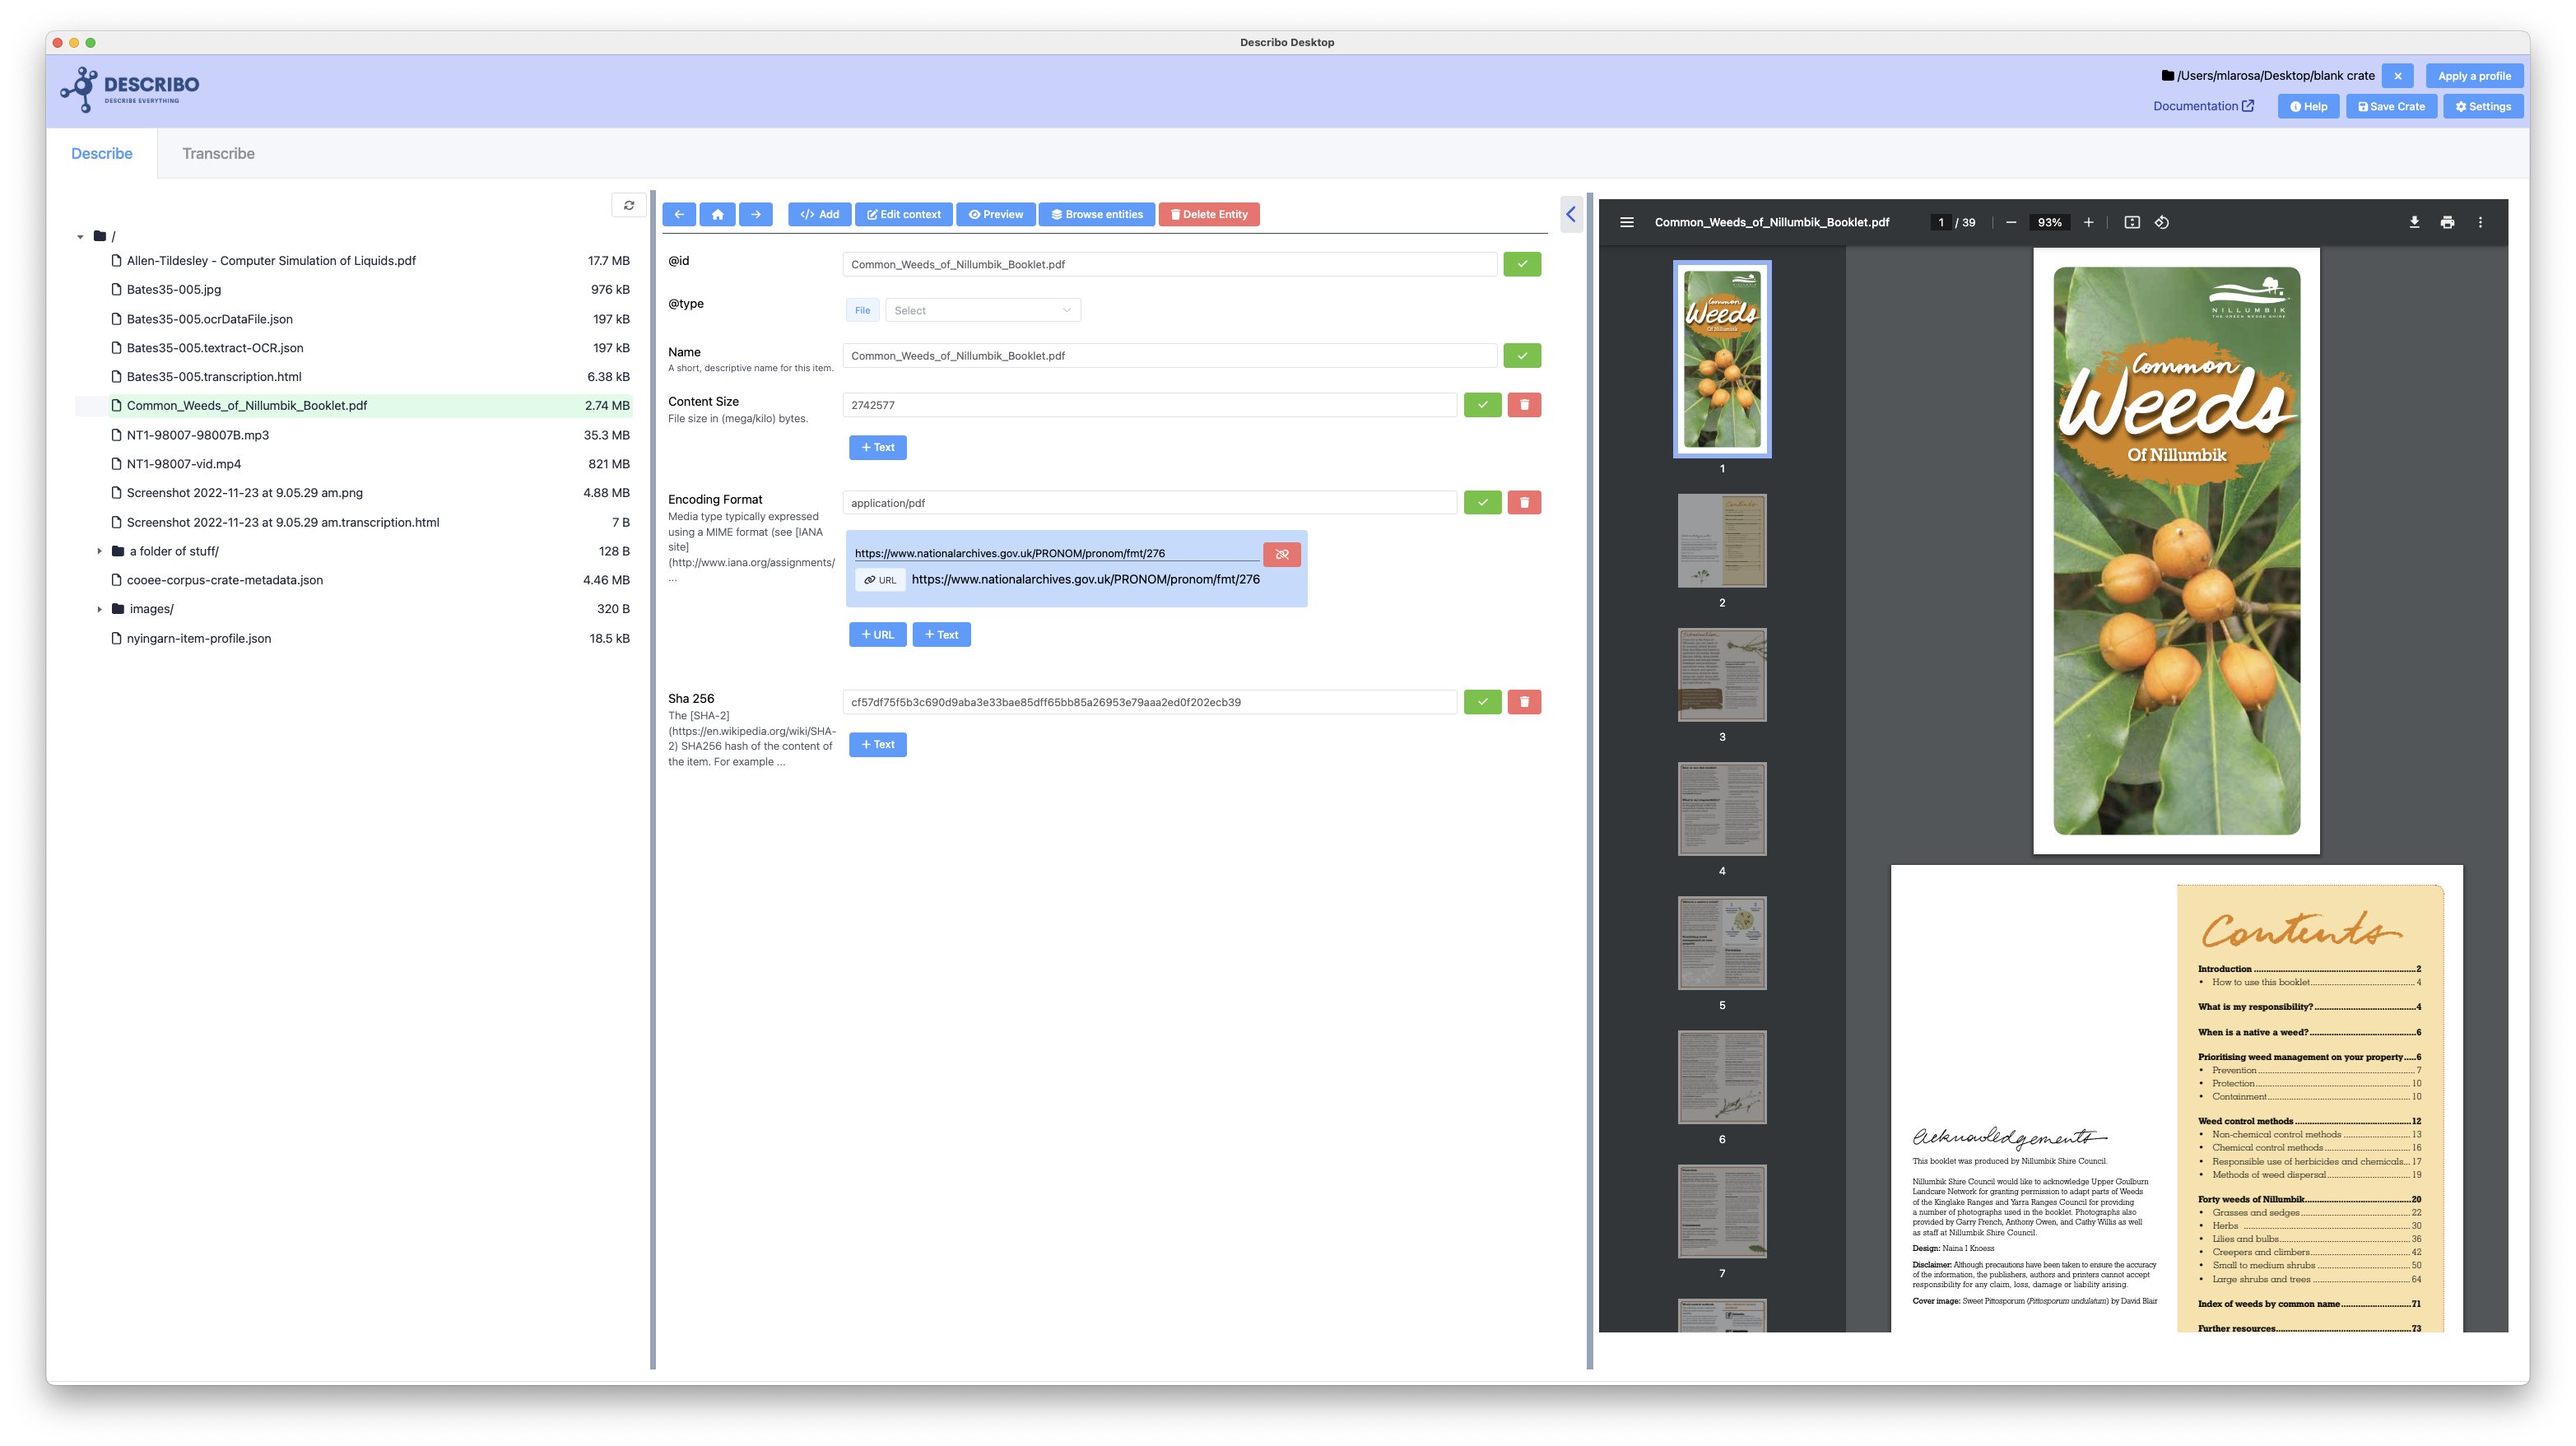 Describo Desktop
DESCRIBO
DESCRIBE EVERYTHING
/Users/mlarosa/Desktop/blank crate
Apply a profile
Documentation
Help
Save Crate
Settings
Describe
Transcribe
/
Allen-Tildesley - Computer Simulation of Liquids.pdf 17.7 MB
Bates35-005.jpg 976 kB
Bates35-005.ocrDataFile.json 197 kB
Bates35-005.textract-OCR.json 197 kB
Bates35-005.transcription.html 6.38 kB
Common_Weeds_of_Nillumbik_Booklet.pdf 2.74 MB
NT1-98007-98007B.mp3 35.3 MB
NT1-98007-vid.mp4 821 MB
Screenshot 2022-11-23 at 9.05.29 am.png 4.88 MB
Screenshot 2022-11-23 at 9.05.29 am.transcription.html 7 B
a folder of stuff/ 128 B
cooee-corpus-crate-metadata.json 4.46 MB
images/ 320 B
nyingarn-item-profile.json 18.5 kB
</> Add
Edit context
Preview
Browse entities
Delete Entity
@id
Common_Weeds_of_Nillumbik_Booklet.pdf
@type
File
Select
Name
A short, descriptive name for this item.
Common_Weeds_of_Nillumbik_Booklet.pdf
Content Size
File size in (mega/kilo) bytes.
2742577
+ Text
Encoding Format
Media type typically expressed
using a MIME format (see [IANA
site]
(http://www.iana.org/assignments/
...
application/pdf
https://www.nationalarchives.gov.uk/PRONOM/pronom/fmt/276
URL https://www.nationalarchives.gov.uk/PRONOM/pronom/fmt/276
+ URL
+ Text
Sha 256
The [SHA-2]
(https://en.wikipedia.org/wiki/SHA-
2) SHA256 hash of the content of
the item. For example ...
cf57df75f5b3c690d9aba3e33bae85dff65bb85a26953e79aaa2ed0f202ecb39
+ Text
Common_Weeds_of_Nillumbik_Booklet.pdf
1 / 39
93%
Common
Weeds
Of Nillumbik
1
2
3
4
5
6
7
NILLUMBIK
THE GREEN WEDGE SHIRE
Common
Weeds
Of Nillumbik
Acknowledgements
This booklet was produced by Nillumbik Shire Council.
Nillumbik Shire Council would like to acknowledge Upper Goulburn
Landcare Network for granting permission to adapt parts of Weeds
of the Kinglake Ranges and Yarra Ranges Council for providing
a number of photographs used in the booklet. Photographs also
provided by Garry French, Anthony Owen, and Cathy Willis as well
as staff at Nillumbik Shire Council.
Design: Naina I Knoess
Disclaimer: Although precautions have been taken to ensure the accuracy
of the information, the publishers, authors and printers cannot accept
responsibility for any claim, loss, damage or liability arising.
Cover image: Sweet Pittosporum (Pittosporum undulatum) by David Blair
Contents
Introduction 2
• How to use this booklet 4
What is my responsibility? 4
When is a native a weed? 6
Prioritising weed management on your property 6
• Prevention 7
• Protection 10
• Containment 10
Weed control methods 12
• Non-chemical control methods 13
• Chemical control methods 16
• Responsible use of herbicides and chemicals 17
• Methods of weed dispersal 19
Forty weeds of Nillumbik 20
• Grasses and sedges 22
• Herbs 30
• Lilies and bulbs 36
• Creepers and climbers 42
• Small to medium shrubs 50
• Large shrubs and trees 64
Index of weeds by common name 71
Further resources 73